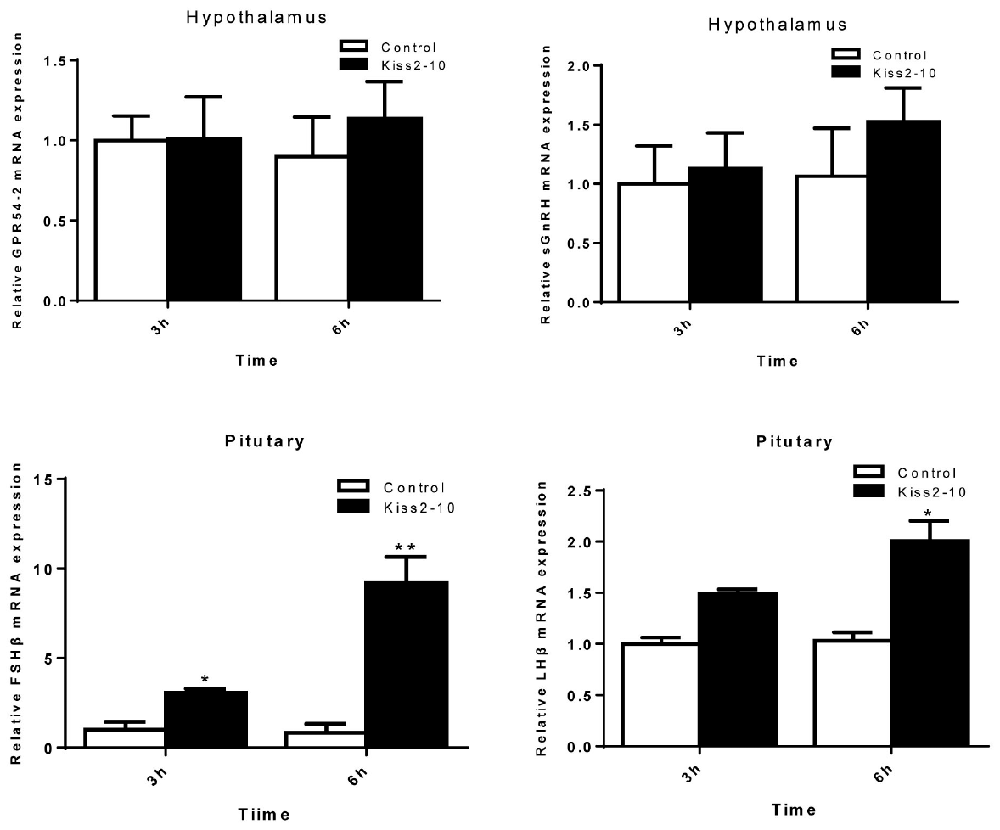 Hypothalamus
Control
Kiss2-10
Relative GPR54-2 mRNA expression
1.5
1.0
0.5
0.0
3h
6h
Time
Hypothalamus
Control
Kiss2-10
Relative sGnRH mRNA expression
2.0
1.5
1.0
0.5
0.0
3h
6h
Time
Pitutary
Control
Kiss2-10
Relative FSHβ mRNA expression
15
10
5
0
*
**
3h
6h
Tiime
Pitutary
Control
Kiss2-10
Relative LHβ mRNA expression
2.5
2.0
1.5
1.0
0.5
0.0
*
3h
6h
Time